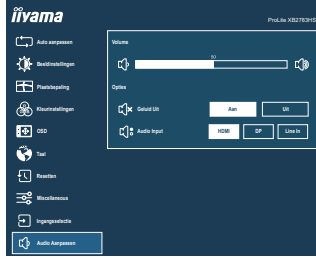 iiyama
ProLite XB2783HS
Auto aanpassen
Beeldinstellingen
Plaatsbepaling
Kleurinstellingen
OSD
Taal
Resetten
Miscellaneous
Ingangsselectie
Audio Aanpassen
Volume
50
Opties
Geluid Uit
Aan
Uit
Audio Input
HDMI
DP
Line In